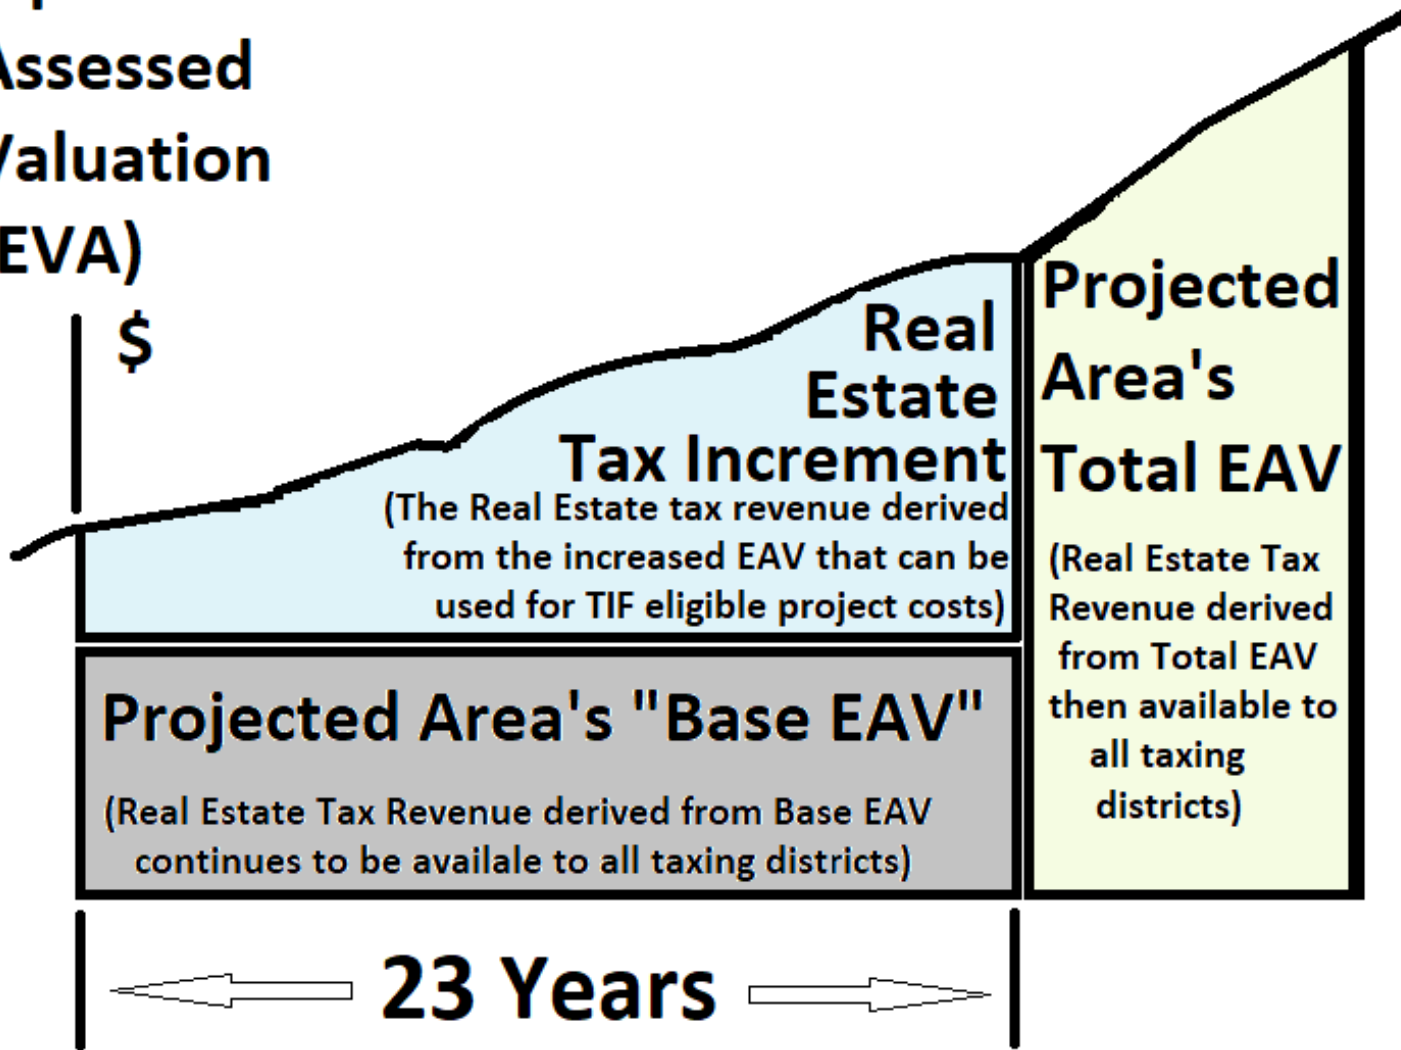 Assessed
Valuation
EVA)
$
Real
Estate
Tax Increment
(The Real Estate tax revenue derived
from the increased EAV that can be
used for TIF eligible project costs)
Projected
Area's
Total EAV
(Real Estate Tax
Revenue derived
from Total EAV
then available to
all taxing
districts)
Projected Area's "Base EAV"
(Real Estate Tax Revenue derived from Base EAV
continues to be availale to all taxing districts)
23 Years